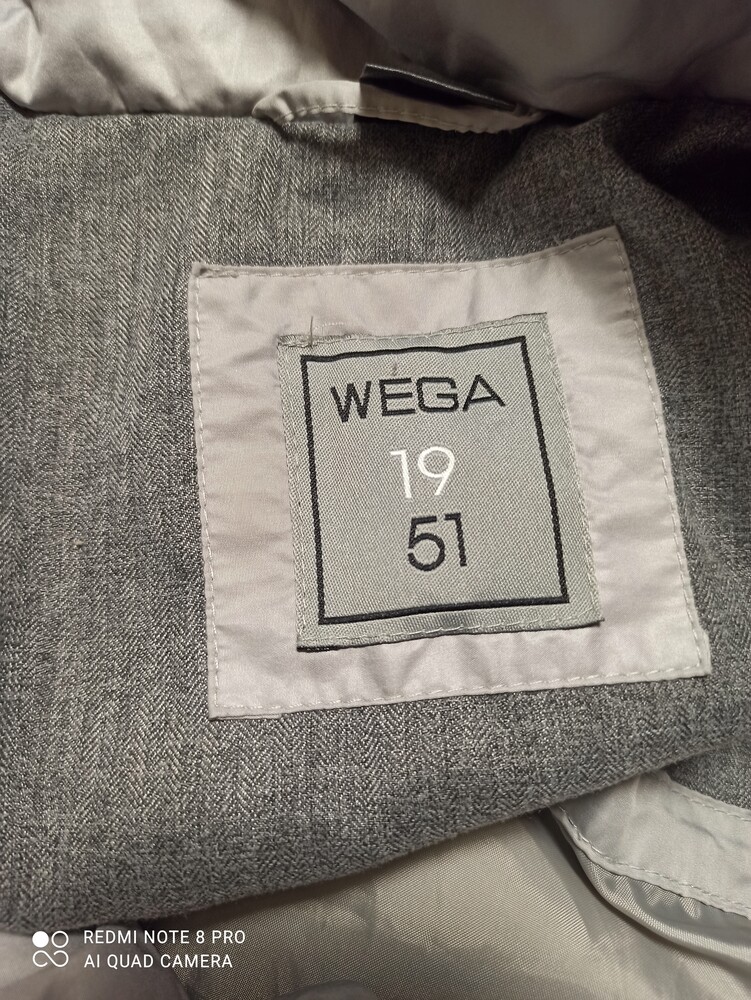 WEGA
19
51
REDMI NOTE 8 PRO
AI QUAD CAMERA